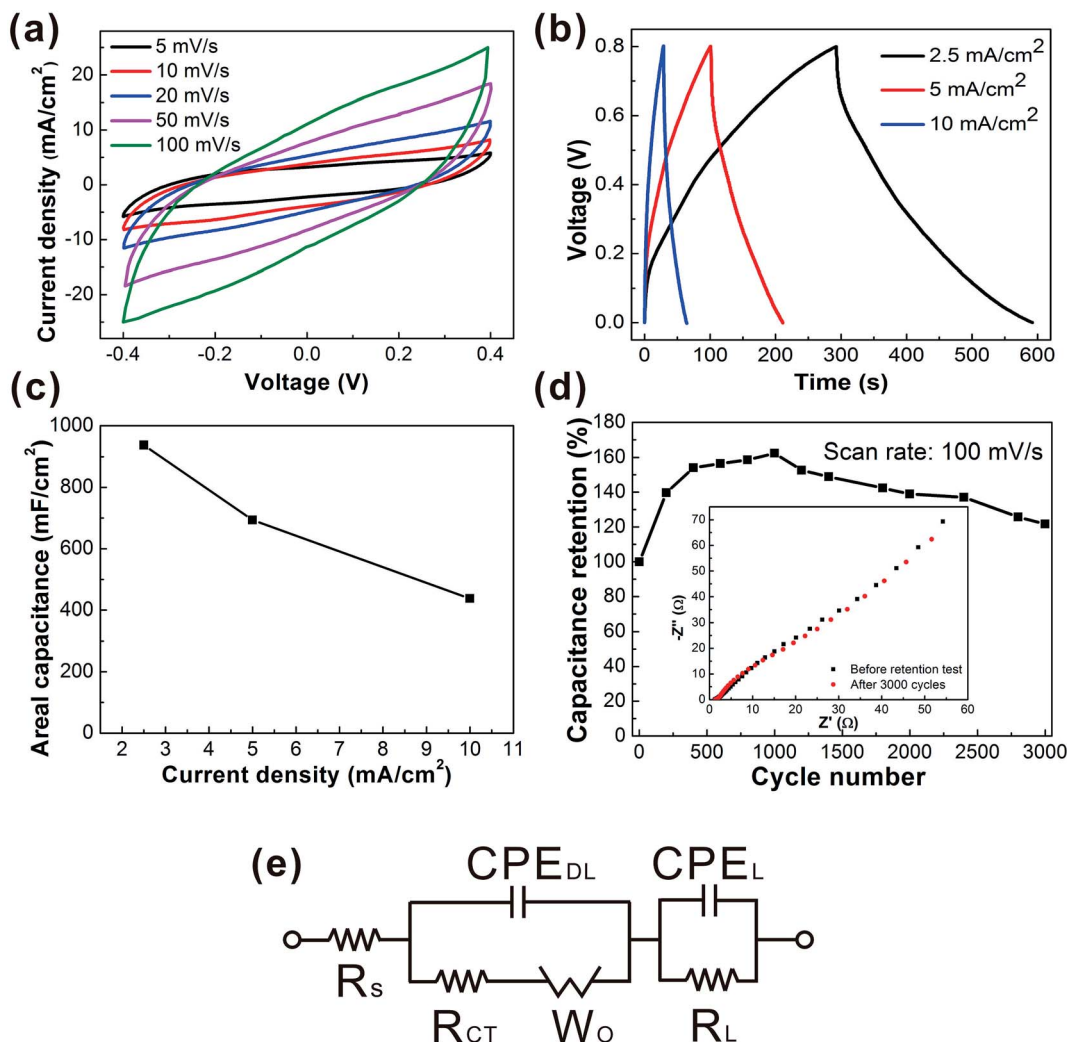 (a)
5 mV/s
10 mV/s
20 mV/s
50 mV/s
100 mV/s
Current density (mA/cm²)
20
10
0
-10
-20
-0.4 -0.2 0.0 0.2 0.4
Voltage (V)
(b)
2.5 mA/cm²
5 mA/cm²
10 mA/cm²
Voltage (V)
0.8
0.6
0.4
0.2
0.0
0 100 200 300 400 500 600
Time (s)
(c)
Areal capacitance (mF/cm²)
1000
800
600
400
200
0
2 3 4 5 6 7 8 9 10 11
Current density (mA/cm²)
(d)
Capacitance retention (%)
180
160
140
120
100
80
60
40
20
0
Scan rate: 100 mV/s
-Z'' (Ω)
70
60
50
40
30
20
10
0
Before retention test
After 3000 cycles
0 10 20 30 40 50 60
Z' (Ω)
0 500 1000 1500 2000 2500 3000
Cycle number
(e)
CPE_DL CPE_L
R_S
R_CT W_O R_L